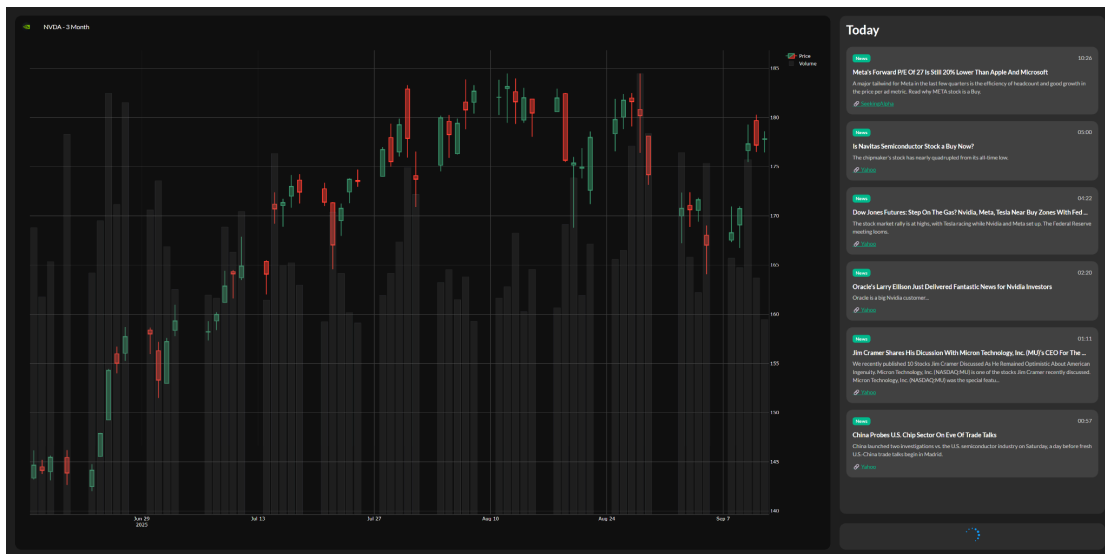 NVDA - 3 Month
Price
Volume
185
180
175
170
165
160
155
150
145
140
Jun 29
2025
Jul 13
Jul 27
Aug 10
Aug 24
Sep 7
Today
News 10:26
Meta's Forward P/E Of 27 Is Still 20% Lower Than Apple And Microsoft
A major tailwind for Meta in the last few quarters is the efficiency of headcount and good growth in
the price per ad metric. Read why META stock is a Buy.
SeekingAlpha
News 05:00
Is Navitas Semiconductor Stock a Buy Now?
The chipmaker's stock has nearly quadrupled from its all-time low.
Yahoo
News 04:22
Dow Jones Futures: Step On The Gas? Nvidia, Meta, Tesla Near Buy Zones With Fed ...
The stock market rally is at highs, with Tesla racing while Nvidia and Meta set up. The Federal Reserve
meeting looms.
Yahoo
News 02:20
Oracle's Larry Ellison Just Delivered Fantastic News for Nvidia Investors
Oracle is a big Nvidia customer...
Yahoo
News 01:11
Jim Cramer Shares His Dicussion With Micron Technology, Inc. (MU)'s CEO For The ...
We recently published 10 Stocks Jim Cramer Discussed As He Remained Optimistic About American
Ingenuity. Micron Technology, Inc. (NASDAQ:MU) is one of the stocks Jim Cramer recently discussed.
Micron Technology, Inc. (NASDAQ:MU) was the special featu...
Yahoo
News 00:57
China Probes U.S. Chip Sector On Eve Of Trade Talks
China launched two investigations vs. the U.S. semiconductor industry on Saturday, a day before fresh
U.S.-China trade talks begin in Madrid.
Yahoo